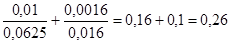 0,01/0,0625 + 0,0016/0,016 = 0,16 + 0,1 = 0,26